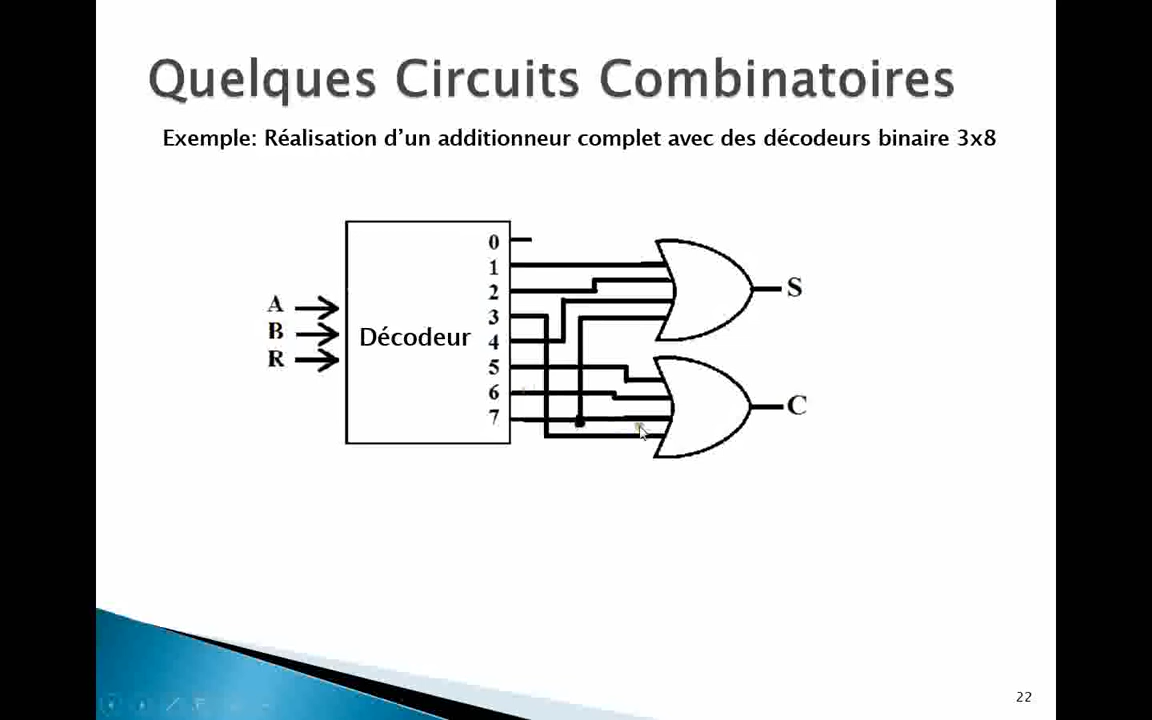 Quelques Circuits Combinatoires
Exemple: Réalisation d’un additionneur complet avec des décodeurs binaire 3x8
0
1
2
3
4
5
6
7
A
B
R
Décodeur
S
C
22